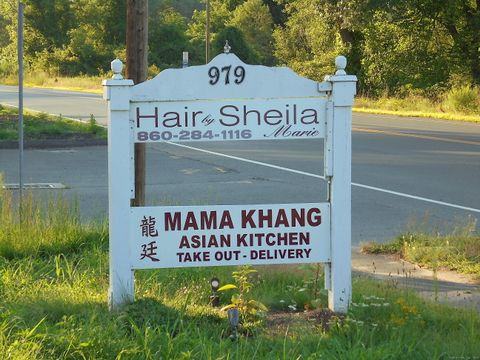 979
Hair by Sheila
Marie
860-284-1116
龍廷
MAMA KHANG
ASIAN KITCHEN
TAKE OUT - DELIVERY